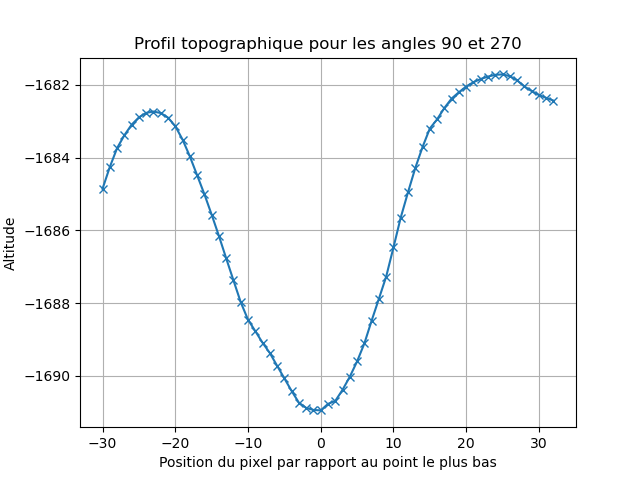 Profil topographique pour les angles 90 et 270
−1682
−1684
−1686
−1688
−1690
Altitude
−30 −20 −10 0 10 20 30
Position du pixel par rapport au point le plus bas